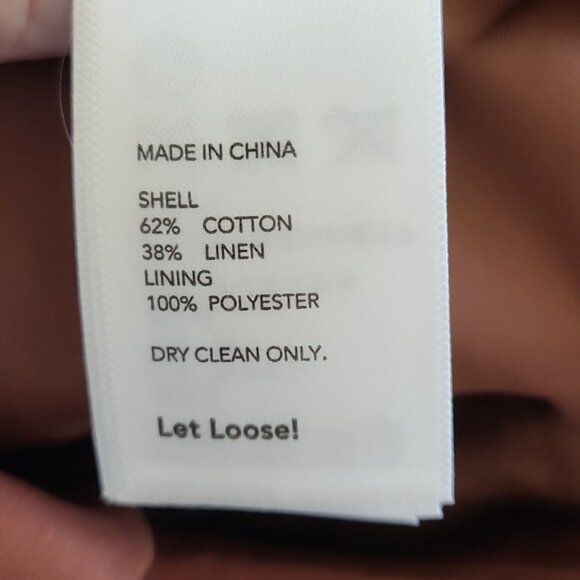 MADE IN CHINA
SHELL
62% COTTON
38% LINEN
LINING
100% POLYESTER
DRY CLEAN ONLY.
Let Loose!